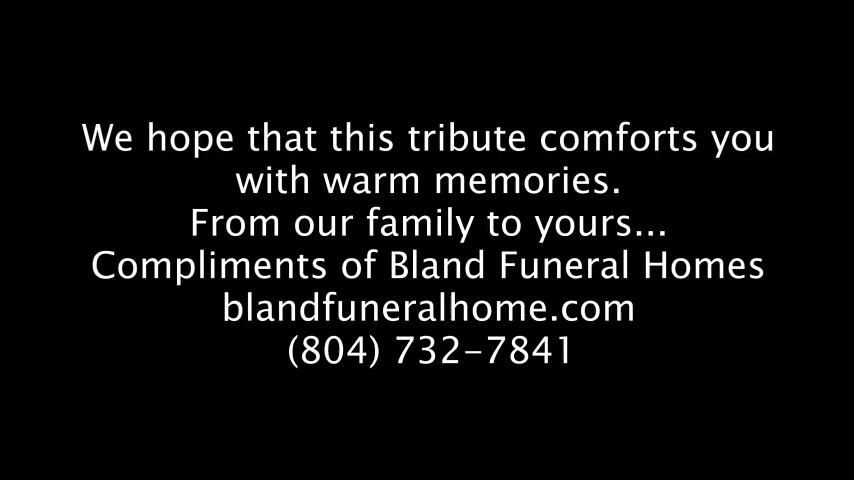 We hope that this tribute comforts you
with warm memories.
From our family to yours...
Compliments of Bland Funeral Homes
blandfuneralhome.com
(804) 732-7841